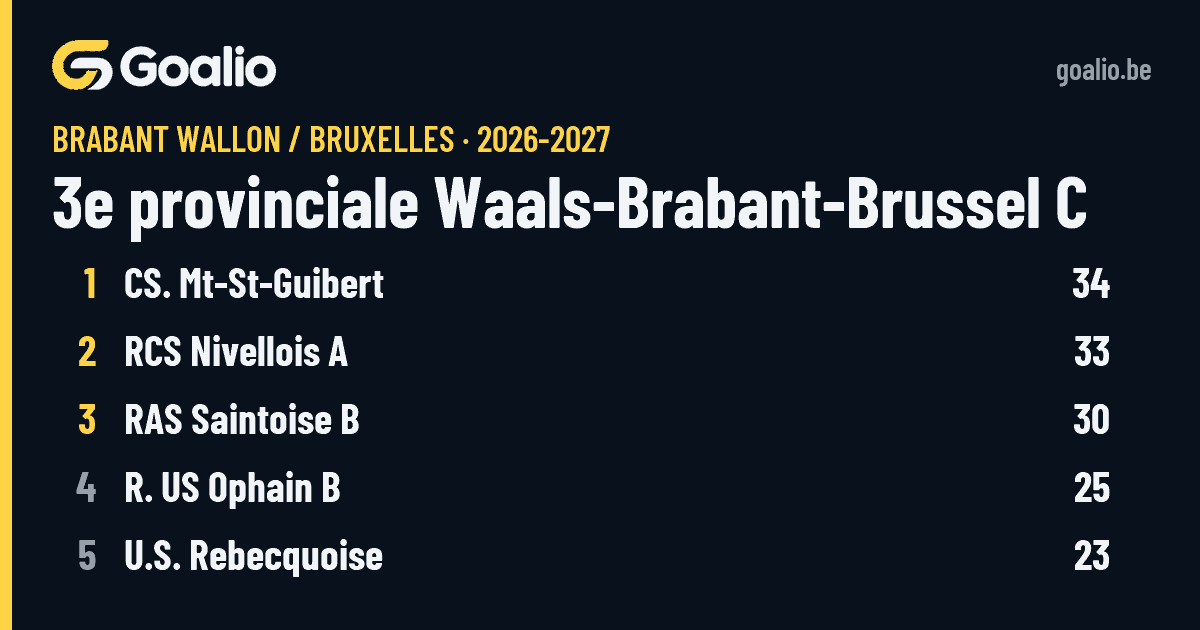 Goalio
goalio.be
BRABANT WALLON / BRUXELLES · 2026-2027
3e provinciale Waals-Brabant-Brussel C
1 CS. Mt-St-Guibert 34
2 RCS Nivellois A 33
3 RAS Saintoise B 30
4 R. US Ophain B 25
5 U.S. Rebecquoise 23